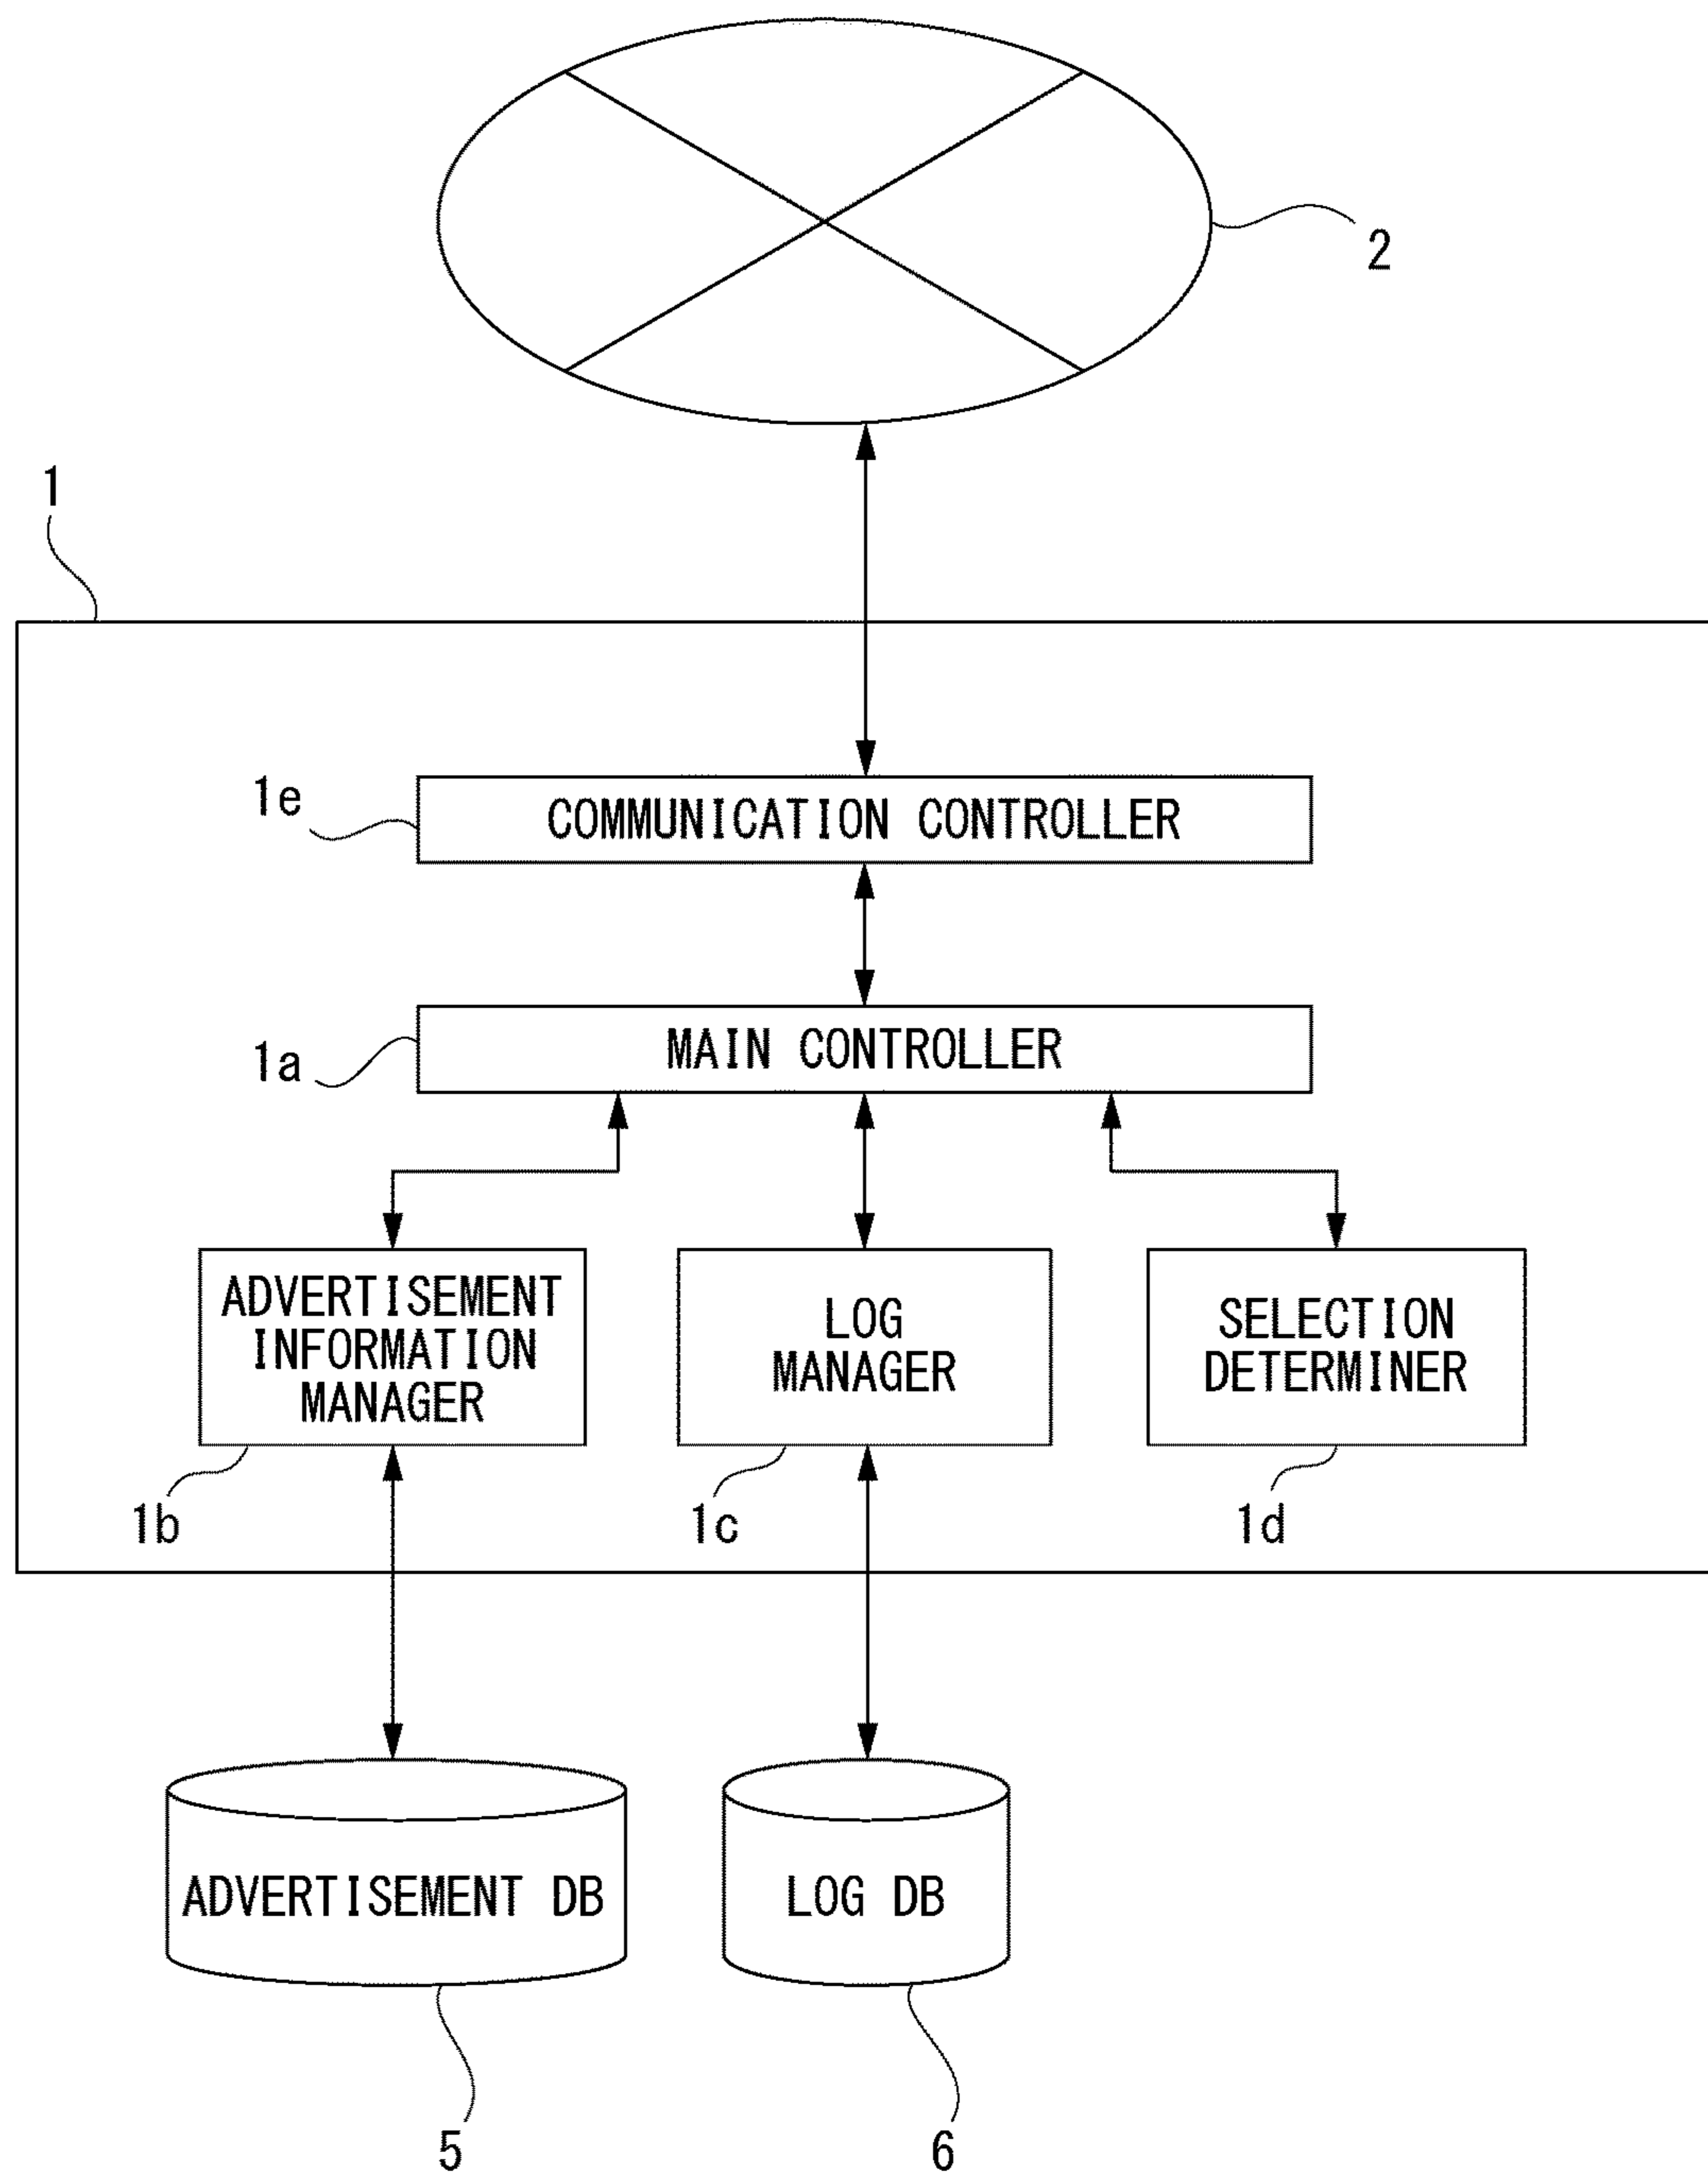 2
1
1e
COMMUNICATION CONTROLLER
1a
MAIN CONTROLLER
ADVERTISEMENT
INFORMATION
MANAGER
LOG
MANAGER
SELECTION
DETERMINER
1b
1c
1d
ADVERTISEMENT DB
LOG DB
5
6